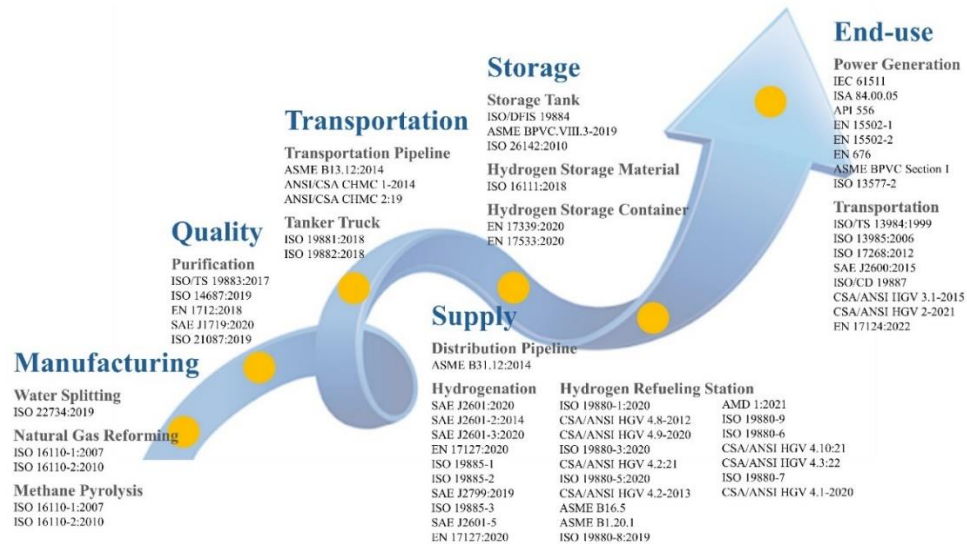 Manufacturing
Water Splitting
ISO 22734:2019
Natural Gas Reforming
ISO 16110-1:2007
ISO 16110-2:2010
Methane Pyrolysis
ISO 16110-1:2007
ISO 16110-2:2010
Quality
Purification
ISO/TS 19883:2017
ISO 14687:2019
EN 1712:2018
SAE J1719:2020
ISO 21087:2019
Transportation
Transportation Pipeline
ASME B13.12:2014
ANSI/CSA CHMC 1-2014
ANSI/CSA CHMC 2:19
Tanker Truck
ISO 19881:2018
ISO 19882:2018
Storage
Storage Tank
ISO/DFIS 19884
ASME BPVC.VIII.3-2019
ISO 26142:2010
Hydrogen Storage Material
ISO 16111:2018
Hydrogen Storage Container
EN 17339:2020
EN 17533:2020
Supply
Distribution Pipeline
ASME B31.12:2014
Hydrogenation
SAE J2601:2020
SAE J2601-2:2014
SAE J2601-3:2020
EN 17127:2020
ISO 19885-1
ISO 19885-2
SAE J2799:2019
ISO 19885-3
SAE J2601-5
EN 17127:2020
Hydrogen Refueling Station
ISO 19880-1:2020
CSA/ANSI HGV 4.8-2012
CSA/ANSI HGV 4.9-2020
ISO 19880-3:2020
CSA/ANSI HGV 4.2:21
ISO 19880-5:2020
CSA/ANSI HGV 4.2-2013
ASME B16.5
ASME B1.20.1
ISO 19880-8:2019
AMD 1:2021
ISO 19880-9
ISO 19880-6
CSA/ANSI HGV 4.10:21
CSA/ANSI HGV 4.3:22
ISO 19880-7
CSA/ANSI HGV 4.1-2020
End-use
Power Generation
IEC 61511
ISA 84.00.05
API 556
EN 15502-1
EN 15502-2
EN 676
ASME BPVC Section I
ISO 13577-2
Transportation
ISO/TS 13984:1999
ISO 13985:2006
ISO 17268:2012
SAE J2600:2015
ISO/CD 19887
CSA/ANSI HGV 3.1-2015
CSA/ANSI HGV 2-2021
EN 17124:2022